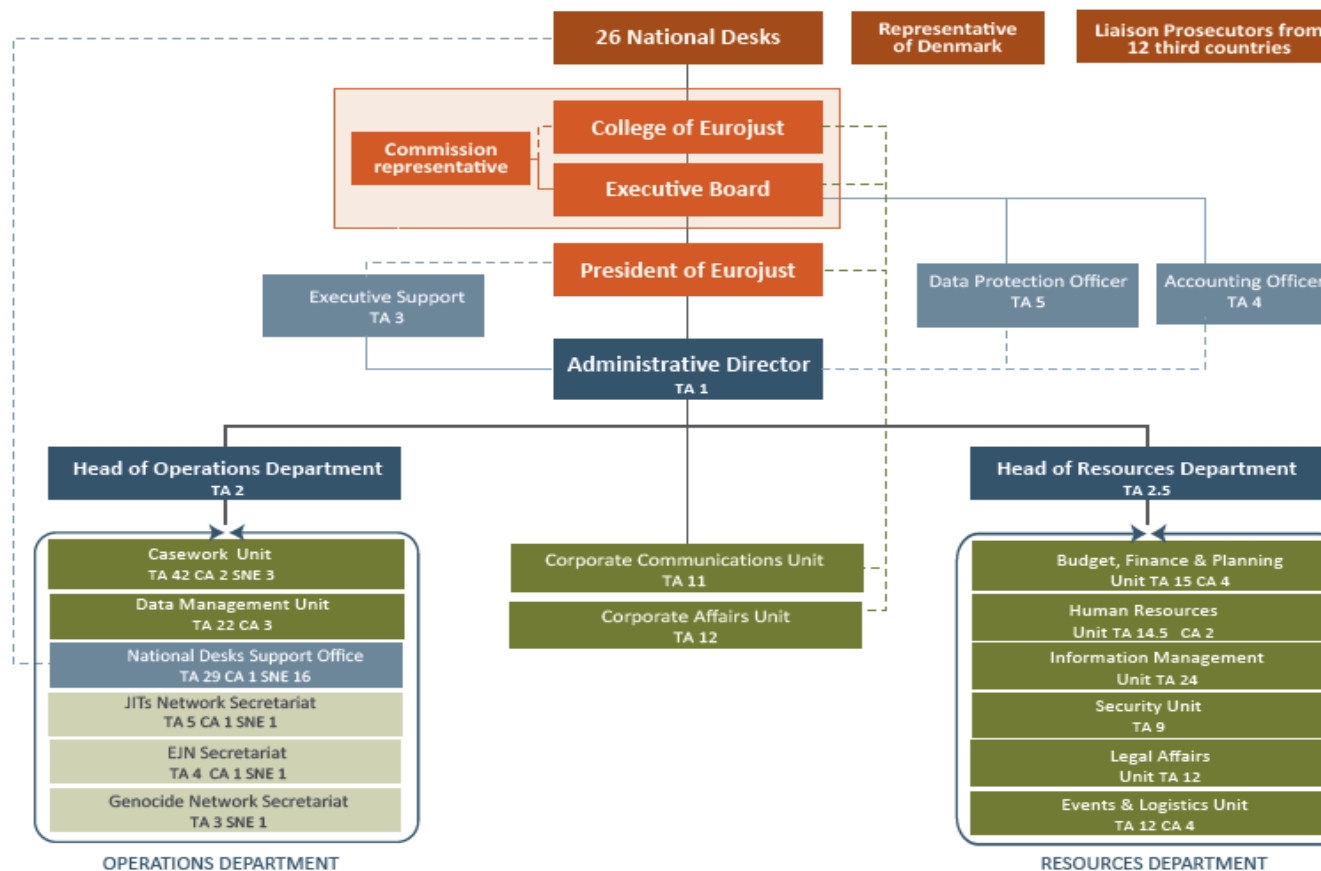 26 National Desks
Representative
of Denmark
Liaison Prosecutors from
12 third countries
College of Eurojust
Commission
representative
Executive Board
President of Eurojust
Executive Support
TA 3
Data Protection Officer
TA 5
Accounting Officer
TA 4
Administrative Director
TA 1
Head of Operations Department
TA 2
Head of Resources Department
TA 2.5
Casework Unit
TA 42 CA 2 SNE 3
Data Management Unit
TA 22 CA 3
National Desks Support Office
TA 29 CA 1 SNE 16
JITs Network Secretariat
TA 5 CA 1 SNE 1
EJN Secretariat
TA 4 CA 1 SNE 1
Genocide Network Secretariat
TA 3 SNE 1
OPERATIONS DEPARTMENT
Corporate Communications Unit
TA 11
Corporate Affairs Unit
TA 12
Budget, Finance & Planning
Unit TA 15 CA 4
Human Resources
Unit TA 14.5 CA 2
Information Management
Unit TA 24
Security Unit
TA 9
Legal Affairs
Unit TA 12
Events & Logistics Unit
TA 12 CA 4
RESOURCES DEPARTMENT